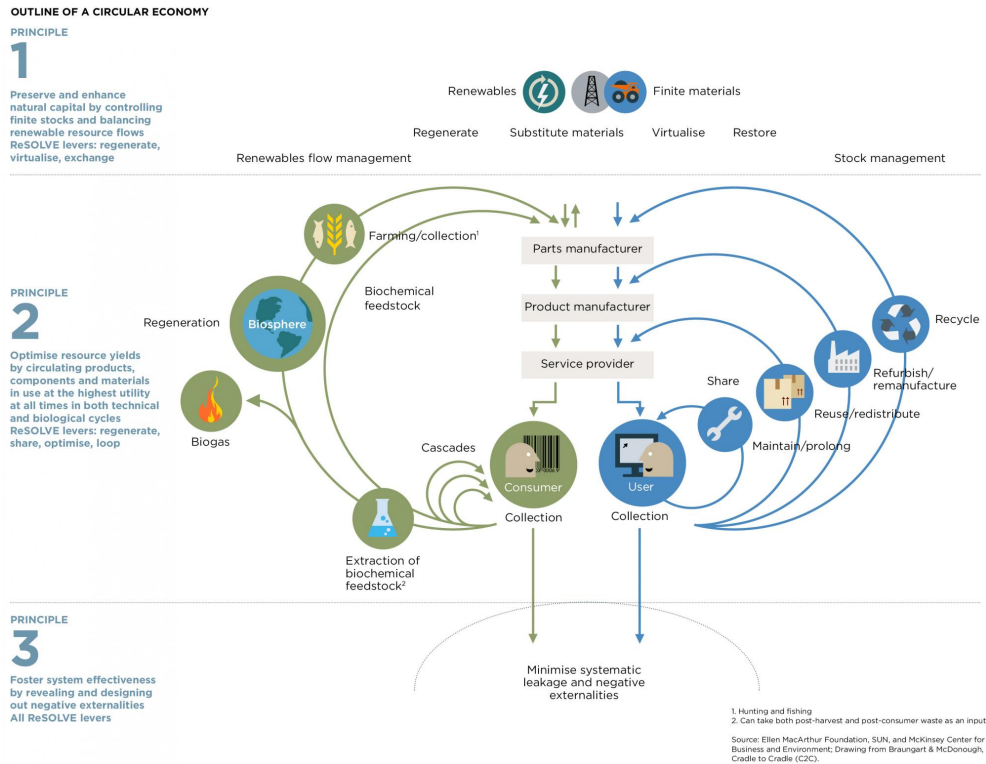 OUTLINE OF A CIRCULAR ECONOMY
PRINCIPLE
1
Preserve and enhance
natural capital by controlling
finite stocks and balancing
renewable resource flows
ReSOLVE levers: regenerate,
virtualise, exchange
Renewables
Finite materials
Regenerate
Substitute materials
Virtualise
Restore
Renewables flow management
Stock management
PRINCIPLE
2
Optimise resource yields
by circulating products,
components and materials
in use at the highest utility
at all times in both technical
and biological cycles
ReSOLVE levers: regenerate,
share, optimise, loop
Farming/collection¹
Biochemical
feedstock
Regeneration
Biosphere
Biogas
Cascades
Extraction of
biochemical
feedstock²
Parts manufacturer
Product manufacturer
Service provider
Consumer
Collection
User
Collection
Share
Maintain/prolong
Reuse/redistribute
Refurbish/
remanufacture
Recycle
PRINCIPLE
3
Foster system effectiveness
by revealing and designing
out negative externalities
All ReSOLVE levers
Minimise systematic
leakage and negative
externalities
1. Hunting and fishing
2. Can take both post-harvest and post-consumer waste as an input
Source: Ellen MacArthur Foundation, SUN, and McKinsey Center for
Business and Environment; Drawing from Braungart & McDonough,
Cradle to Cradle (C2C).